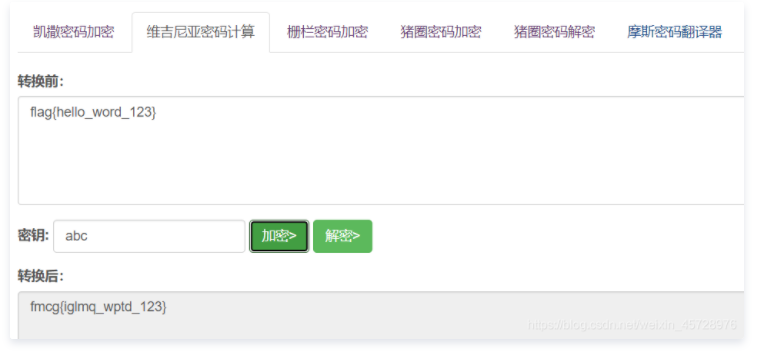 凯撒密码加密 维吉尼亚密码计算 栅栏密码加密 猪圈密码加密 猪圈密码解密 摩斯密码翻译器
转换前:
flag{hello_word_123}
密钥: abc 加密> 解密>
转换后:
fmcg{iglmq_wptd_123}
https://blog.csdn.net/weixin_45728976